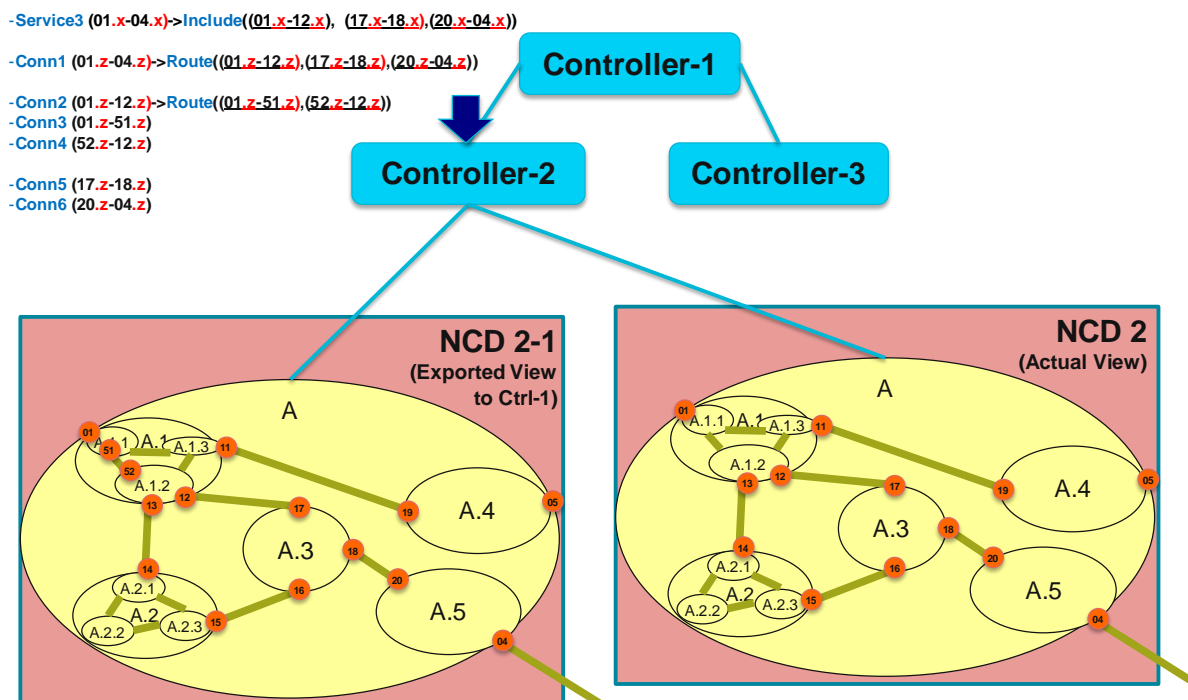 -Service3 (01.x-04.x)->Include((01.x-12.x), (17.x-18.x),(20.x-04.x))
-Conn1 (01.z-04.z)->Route((01.z-12.z),(17.z-18.z),(20.z-04.z))
-Conn2 (01.z-12.z)->Route((01.z-51.z),(52.z-12.z))
-Conn3 (01.z-51.z)
-Conn4 (52.z-12.z)
-Conn5 (17.z-18.z)
-Conn6 (20.z-04.z)
Controller-1
Controller-2
Controller-3
NCD 2-1
(Exported View
to Ctrl-1)
A
01
A.1.1
A.1
A.1.3
11
51
52
A.1.2
13
12
17
19
A.4
05
A.3
18
14
A.2.1
16
20
A.5
A.2
A.2.2
A.2.3
15
04
NCD 2
(Actual View)
A
01
A.1.1
A.1
A.1.3
11
A.1.2
13
12
17
19
A.4
05
A.3
18
14
A.2.1
16
20
A.5
A.2
A.2.2
A.2.3
15
04